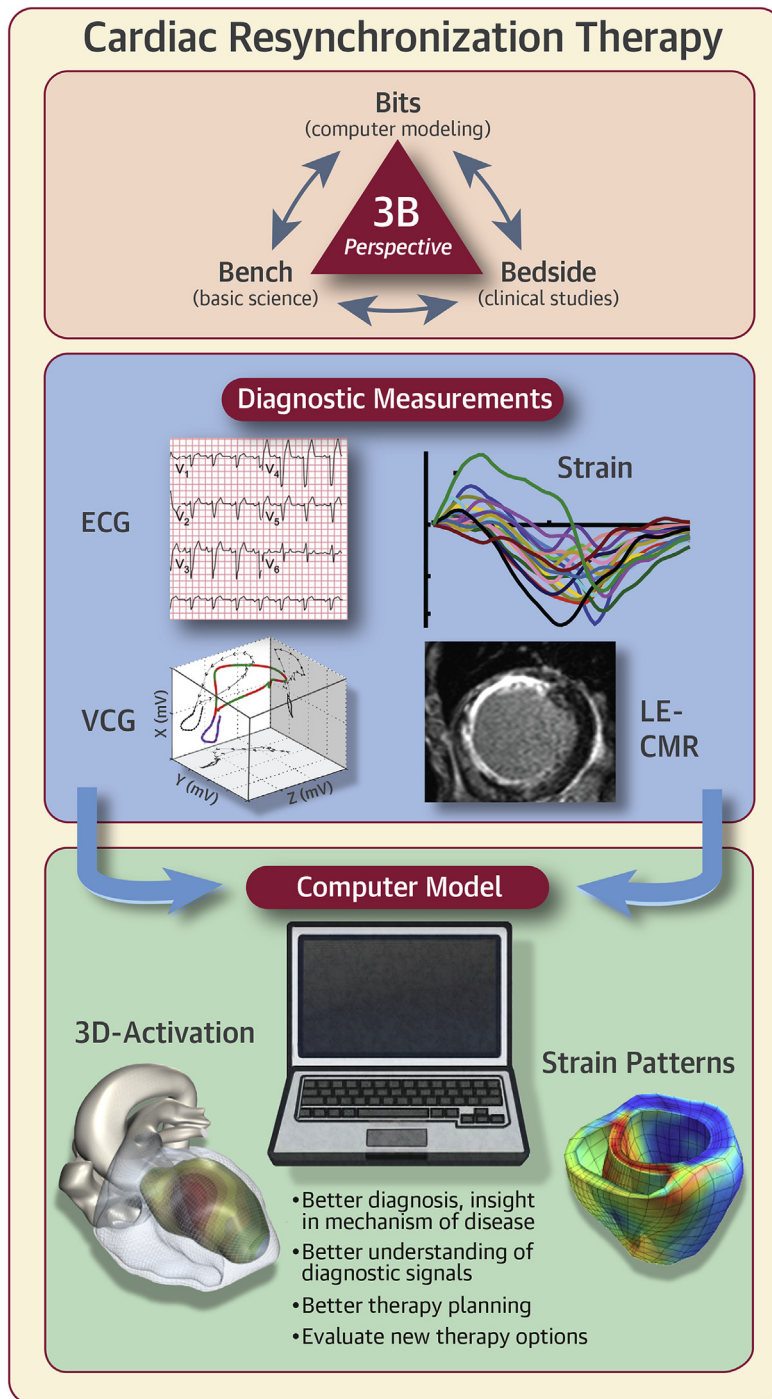 Cardiac Resynchronization Therapy
Bits
(computer modeling)
3B
Perspective
Bench
(basic science)
Bedside
(clinical studies)
Diagnostic Measurements
ECG
V1
V4
V2
V5
V3
V6
Strain
VCG
X (mV)
Y (mV)
Z (mV)
LE-
CMR
Computer Model
3D-Activation
Strain Patterns
•Better diagnosis, insight
in mechanism of disease
•Better understanding of
diagnostic signals
•Better therapy planning
•Evaluate new therapy options